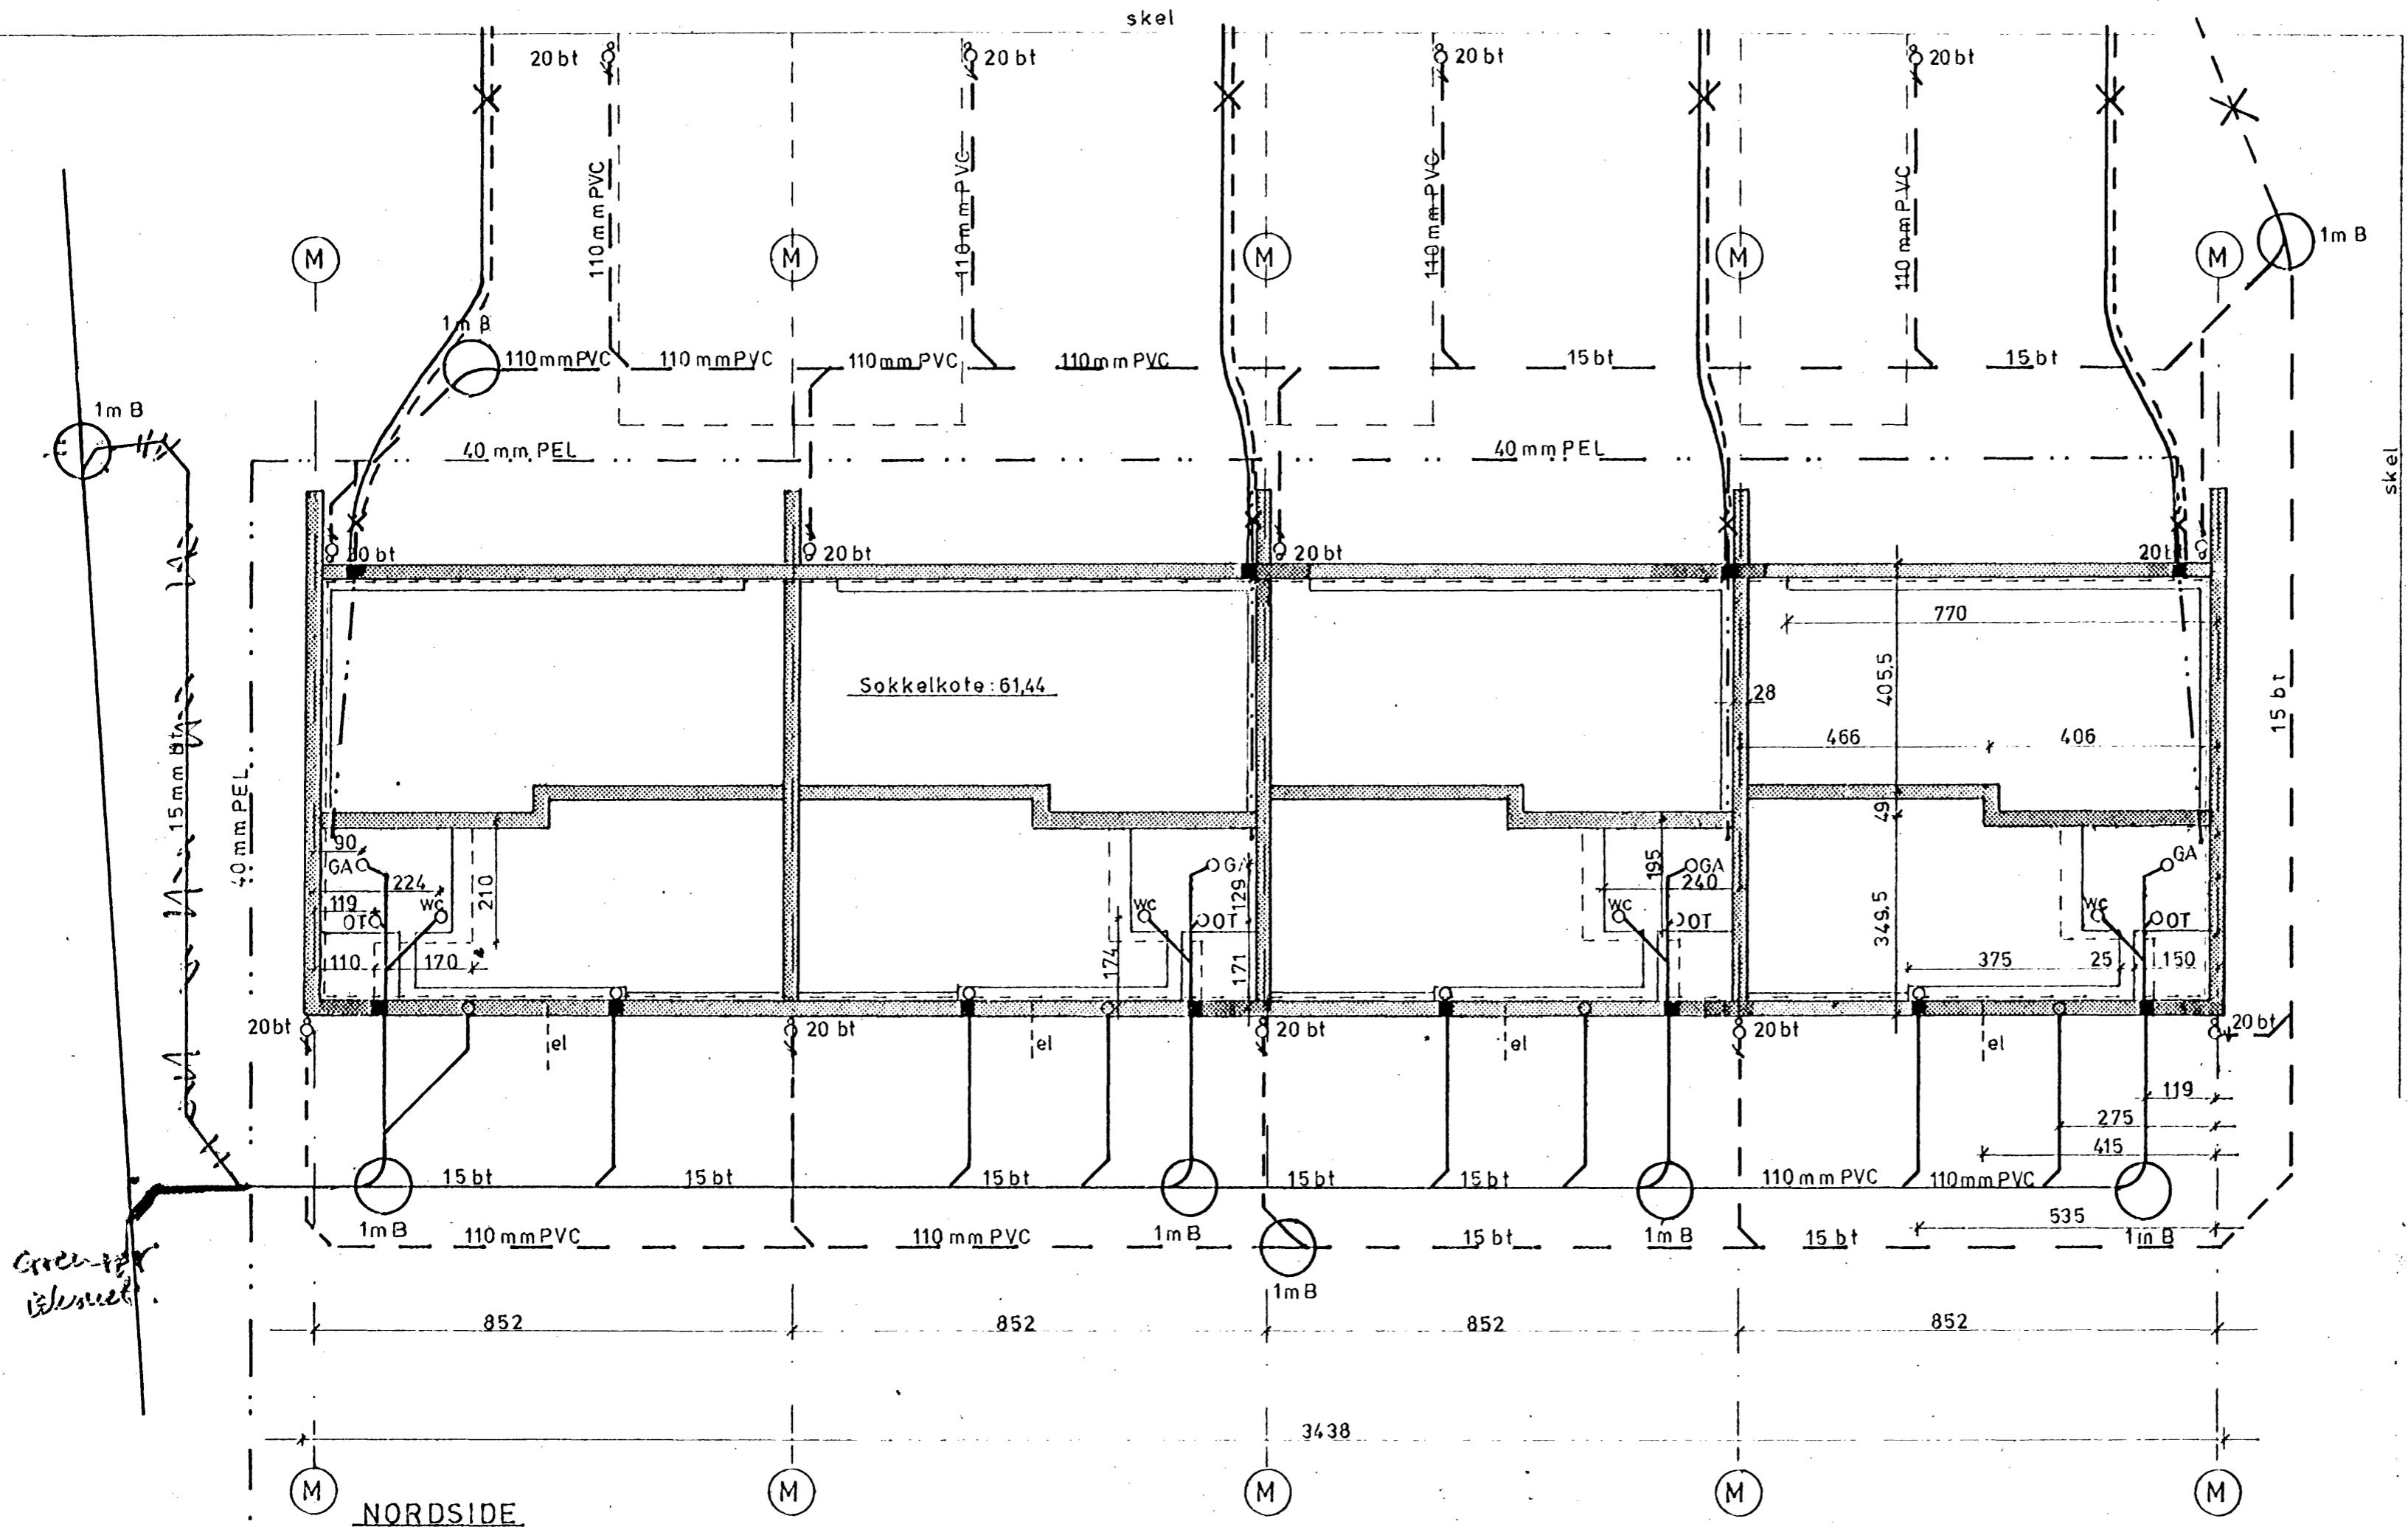 skel
20 bt
20 bt
20 bt
20 bt
110 mm PVC
110 mm PVC
110 mm PVC
110 mm PVC
M
M
M
M
M
1m B
1m B
110 mm PVC
110 mm PVC
110 mm PVC
110 mm PVC
15 bt
15 bt
1m B
40 mm PEL
40 mm PEL
skel
20 bt
20 bt
20 bt
770
Sokkelkote: 61,44
28
405,5
15 bt
15 mm bt
40 mm PEL
466
406
49
90
GA
224
119
OT
WC
210
110
170
GA
129
WC
OT
174
171
195
GA
240
WC
OT
349,5
GA
WC
OT
375
25
150
20 bt
el
20 bt
el
20 bt
el
20 bt
el
20 bt
119
275
415
15 bt
15 bt
15 bt
15 bt
15 bt
110 mm PVC
110 mm PVC
535
1m B
110 mm PVC
110 mm PVC
1m B
15 bt
1m B
15 bt
1m B
1m B
852
852
852
852
3438
M
M
M
M
M
NORDSIDE